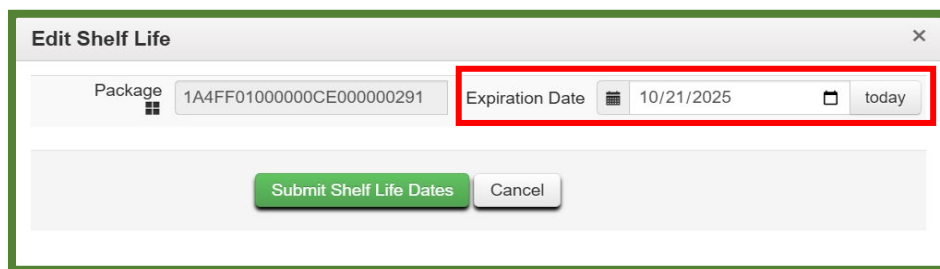 Edit Shelf Life ×
Package 1A4FF01000000CE000000291 Expiration Date 10/21/2025 today
Submit Shelf Life Dates Cancel